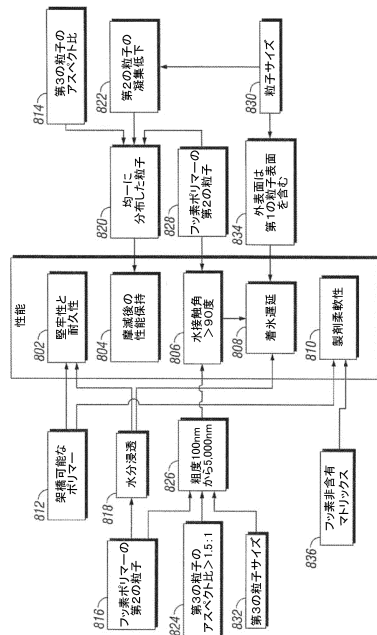 性能
802
堅牢性と
耐久性
804
摩滅後の
性能保持
806
水接触角
>90度
808
着氷遅延
810
製剤柔軟性
812
架橋可能な
ポリマー
818
水分浸透
826
粗度100nm
から5,000nm
816
フッ素ポリマーの
第2の粒子
824
第3の粒子の
アスペクト比>1.5:1
832
第3の粒子サイズ
836
フッ素非含有
マトリックス
814
第3の粒子の
アスペクト比
820
均一に
分布した粒子
822
第2の粒子の
凝集低下
828
フッ素ポリマーの
第2の粒子
830
粒子サイズ
834
外表面は
第1の粒子表面
を含む